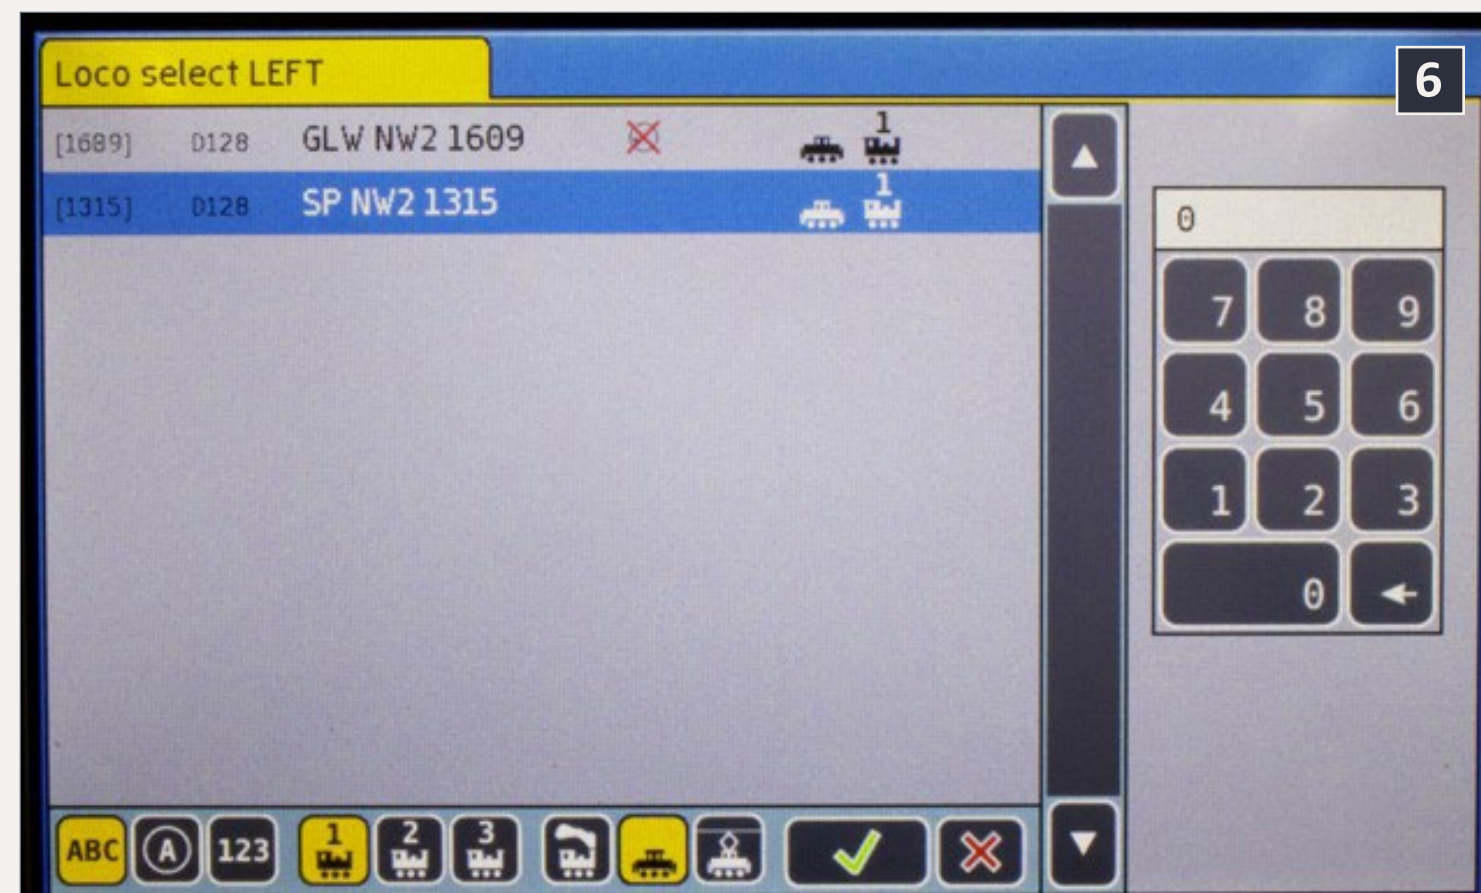 Loco select LEFT
6
[1689] D128 GLW NW2 1609 1
[1315] D128 SP NW2 1315 1
0
7 8 9
4 5 6
1 2 3
0
ABC A 123 1 2 3